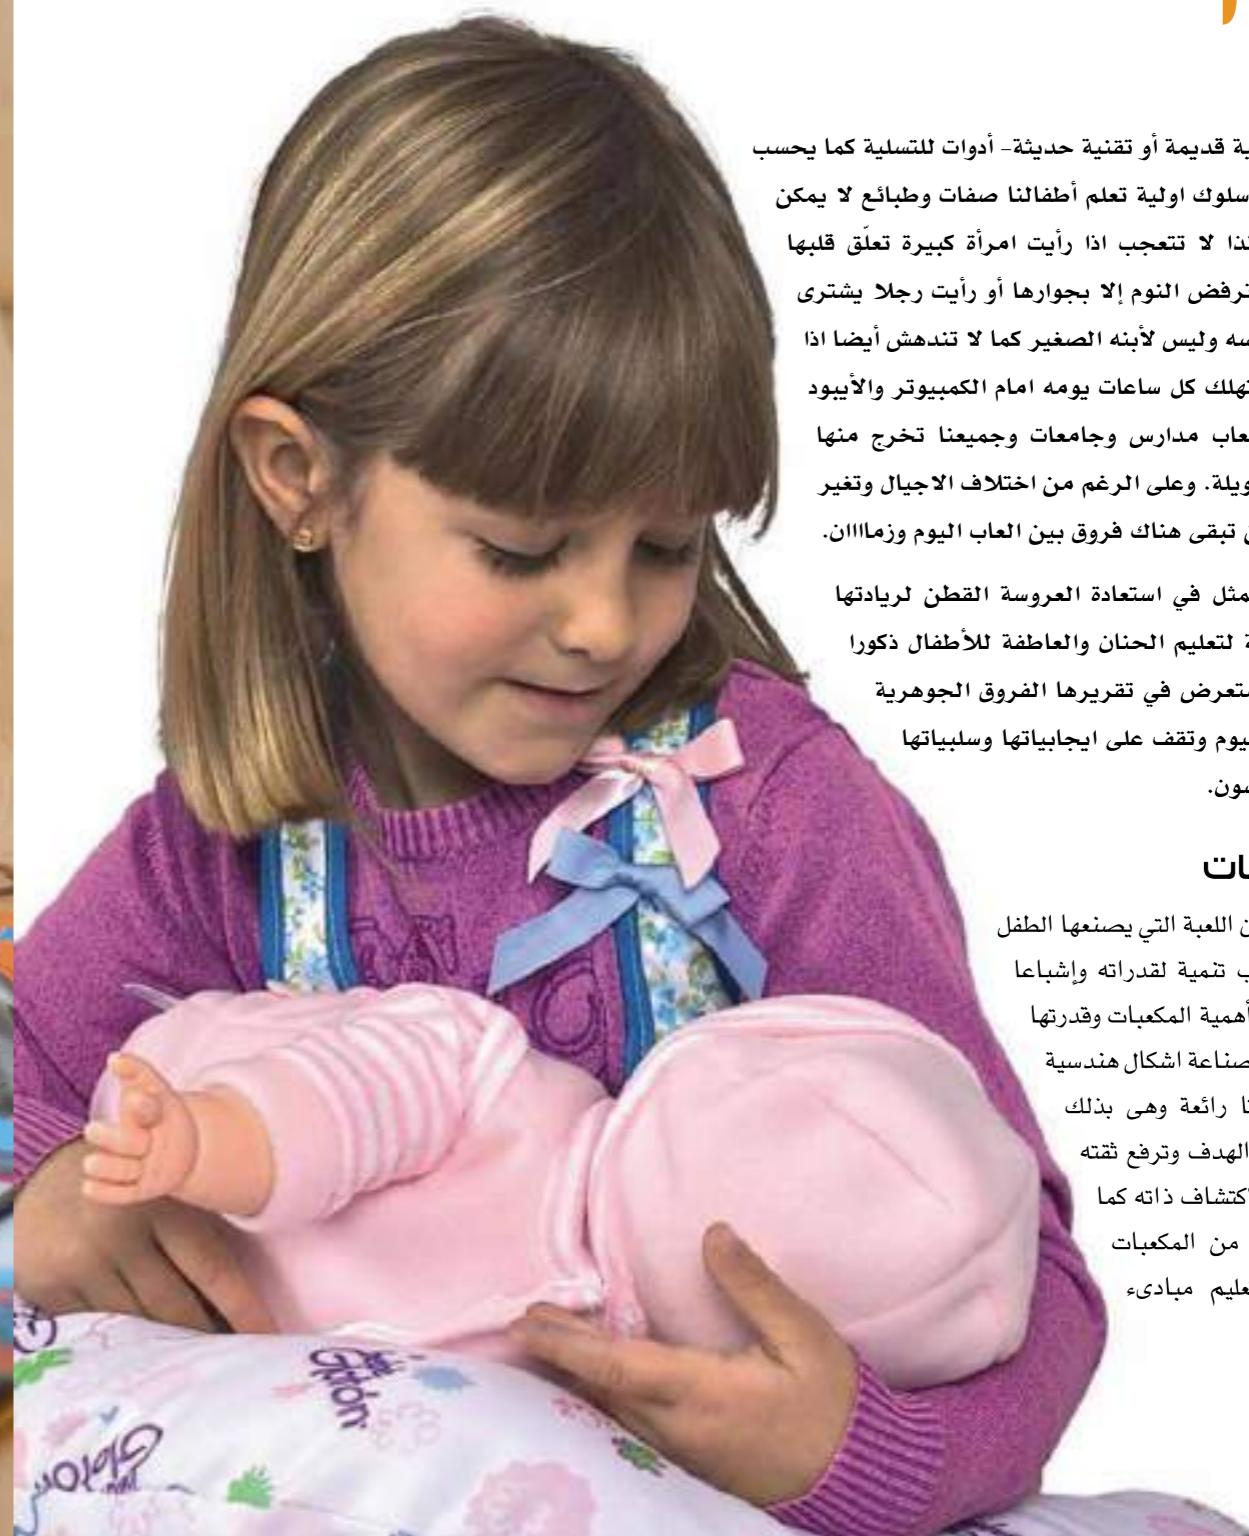 ية قديمة أو تقنية حديثة- أدوات للتسلية كما يحسب
سلوك اولية تعلم أطفالنا صفات وطبائع لا يمكن
لذا لا تتعجب اذا رأيت امرأة كبيرة تعلّق قلبها
ترفض النوم إلا بجوارها أو رأيت رجلا يشترى
سه وليس لأبنه الصغير كما لا تندهش أيضا اذا
تهلك كل ساعات يومه امام الكمبيوتر والأيبود
عاب مدارس وجامعات وجميعنا تخرج منها
ويلة. وعلى الرغم من اختلاف الاجيال وتغير
ن تبقى هناك فروق بين العاب اليوم وزماااان.
مثل في استعادة العروسة القطن لريادتها
ة لتعليم الحنان والعاطفة للأطفال ذكورا
ستعرض في تقريرها الفروق الجوهرية
يوم وتقف على ايجابياتها وسلبياتها
سون.
ات
ن اللعبة التي يصنعها الطفل
ب تنمية لقدراته وإشباعا
أهمية المكعبات وقدرتها
صناعة اشكال هندسية
تا رائعة وهى بذلك
الهدف وترفع ثقته
كتشاف ذاته كما
من المكعبات
عليم مبادىء
Glotón
Glotón